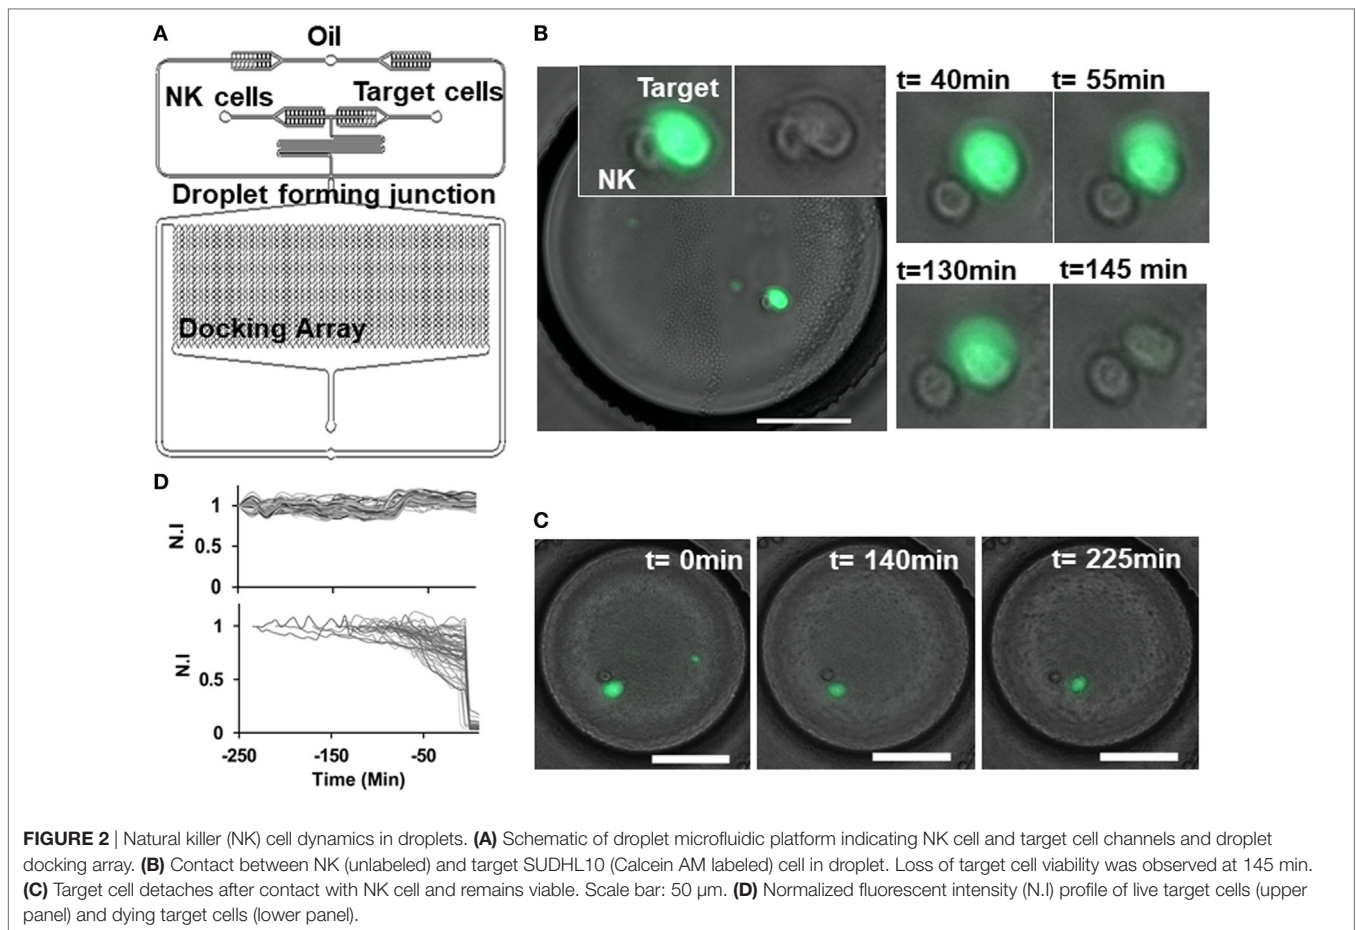 A
Oil
NK cells
Target cells
Droplet forming junction
Docking Array
B
Target
NK
t= 40min
t= 55min
t=130min
t=145 min
D
1
0.5
0
N.I
1
0.5
0
N.I
-250
-150
-50
Time (Min)
C
t= 0min
t= 140min
t= 225min
FIGURE 2 | Natural killer (NK) cell dynamics in droplets. (A) Schematic of droplet microfluidic platform indicating NK cell and target cell channels and droplet
docking array. (B) Contact between NK (unlabeled) and target SUDHL10 (Calcein AM labeled) cell in droplet. Loss of target cell viability was observed at 145 min.
(C) Target cell detaches after contact with NK cell and remains viable. Scale bar: 50 μm. (D) Normalized fluorescent intensity (N.I) profile of live target cells (upper
panel) and dying target cells (lower panel).